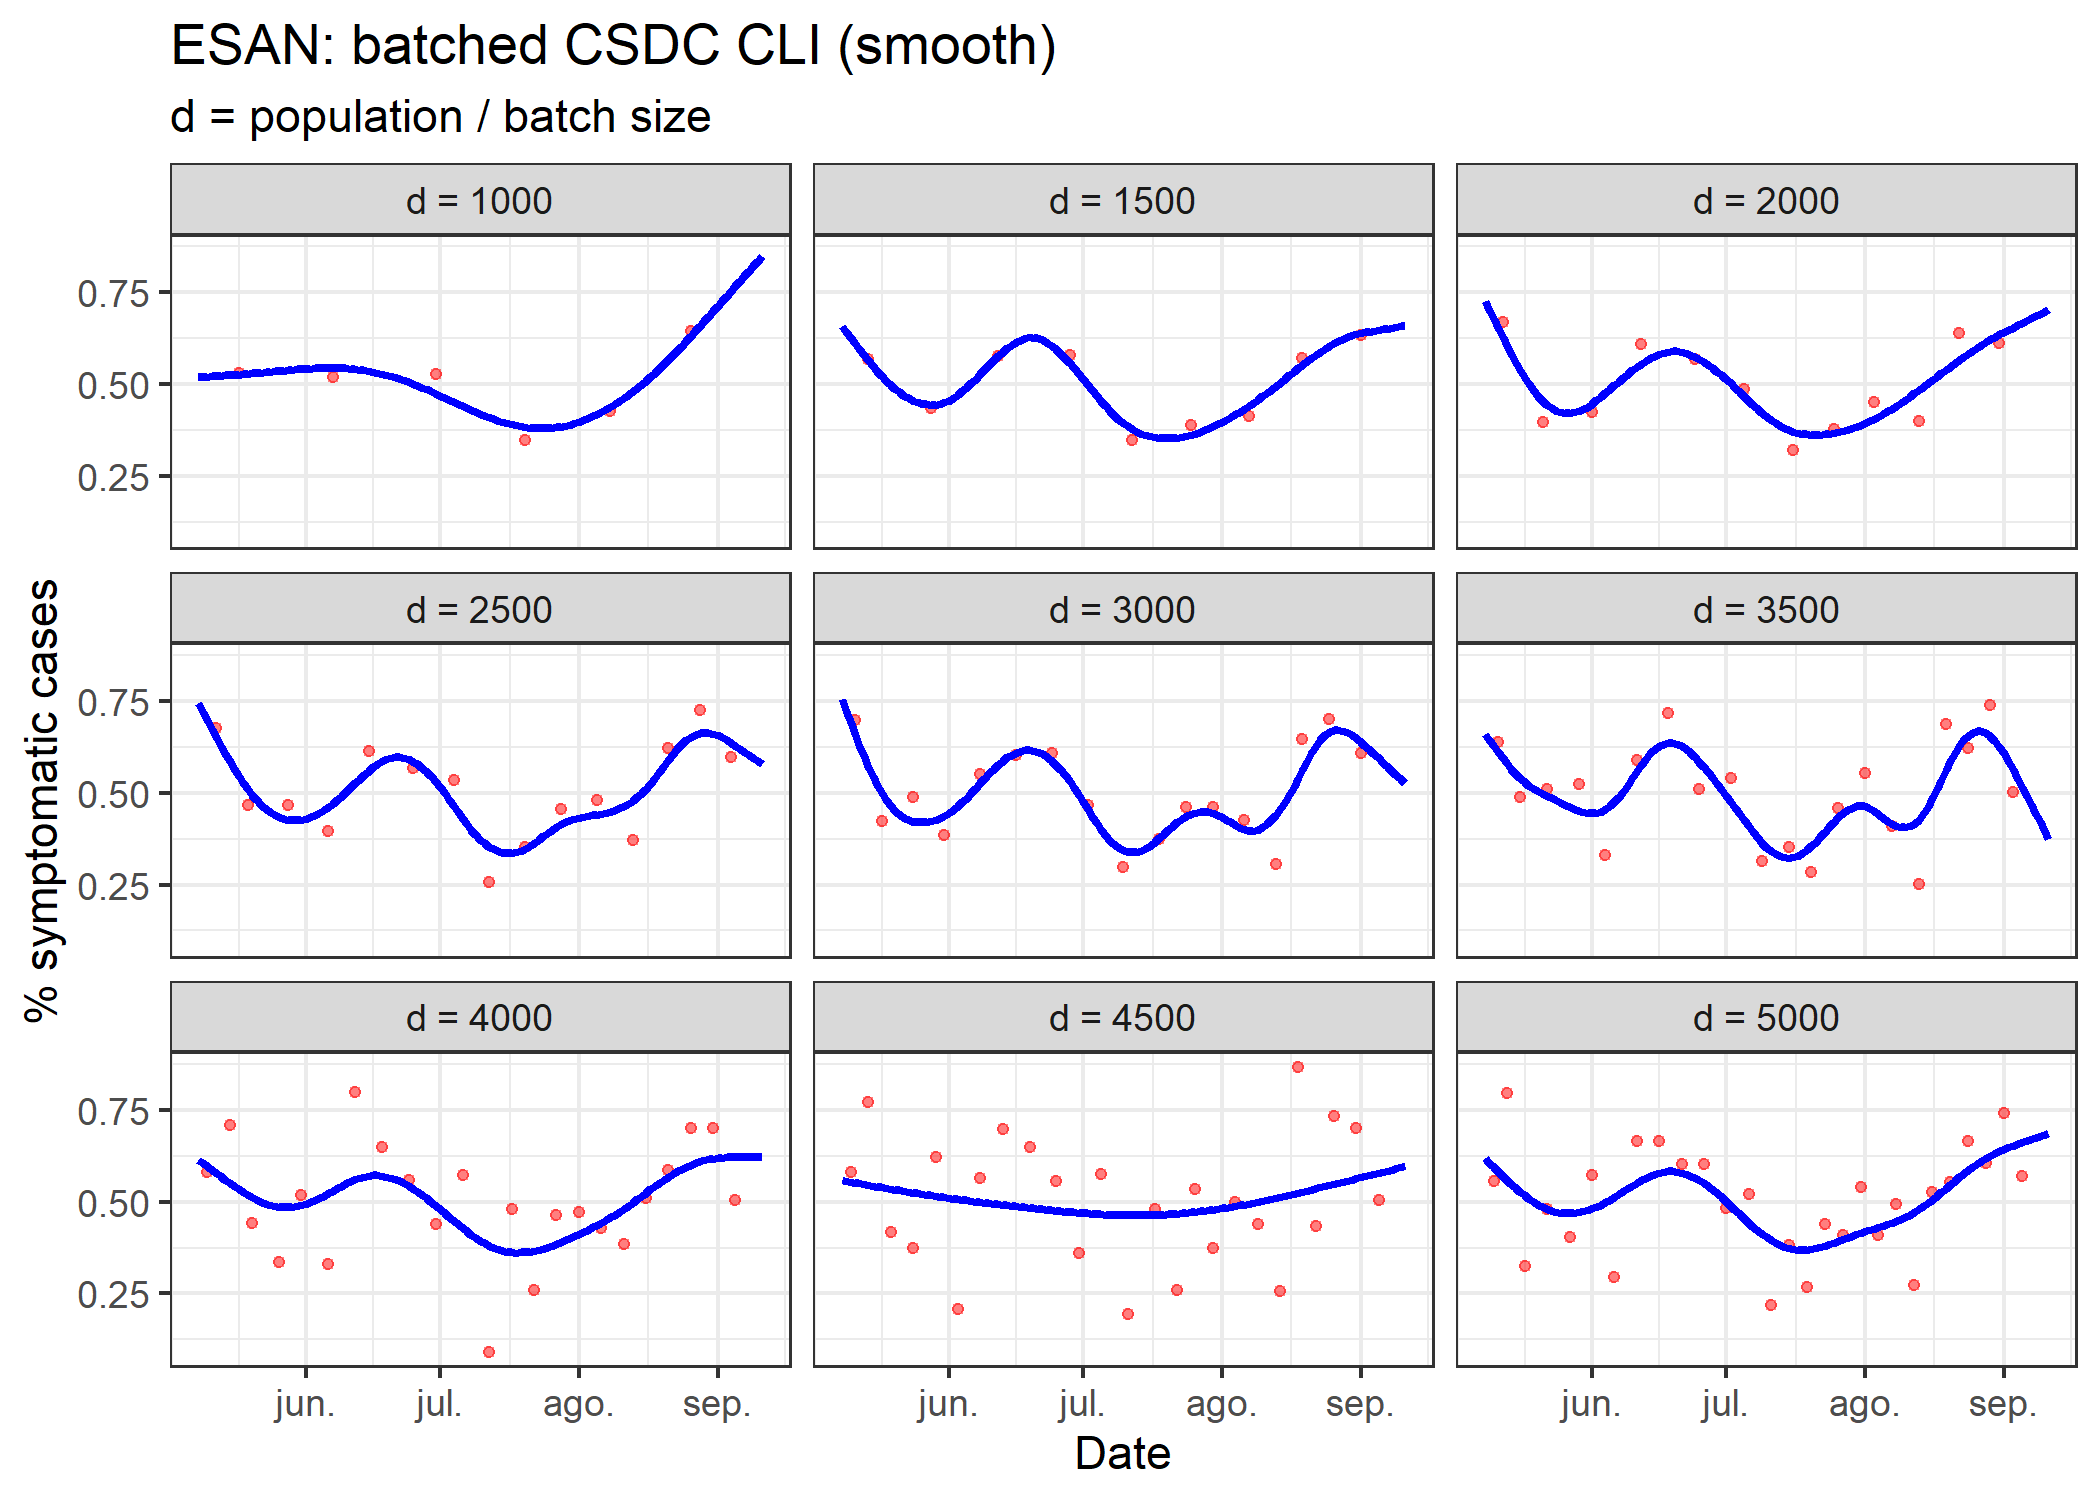 ESAN: batched CSDC CLI (smooth)
d = population / batch size
d = 1000
d = 1500
d = 2000
0.75
0.50
0.25
d = 2500
d = 3000
d = 3500
0.75
0.50
0.25
d = 4000
d = 4500
d = 5000
0.75
0.50
0.25
% symptomatic cases
jun. jul. ago. sep.
jun. jul. ago. sep.
jun. jul. ago. sep.
Date